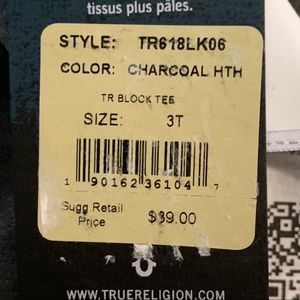 tissus plus pâles.
STYLE: TR618LK06
COLOR: CHARCOAL HTH
TR BLOCK TEE
SIZE: 3T
1 90162 36104 7
Sugg Retail Price $39.00
WWW.TRUERELIGION.COM